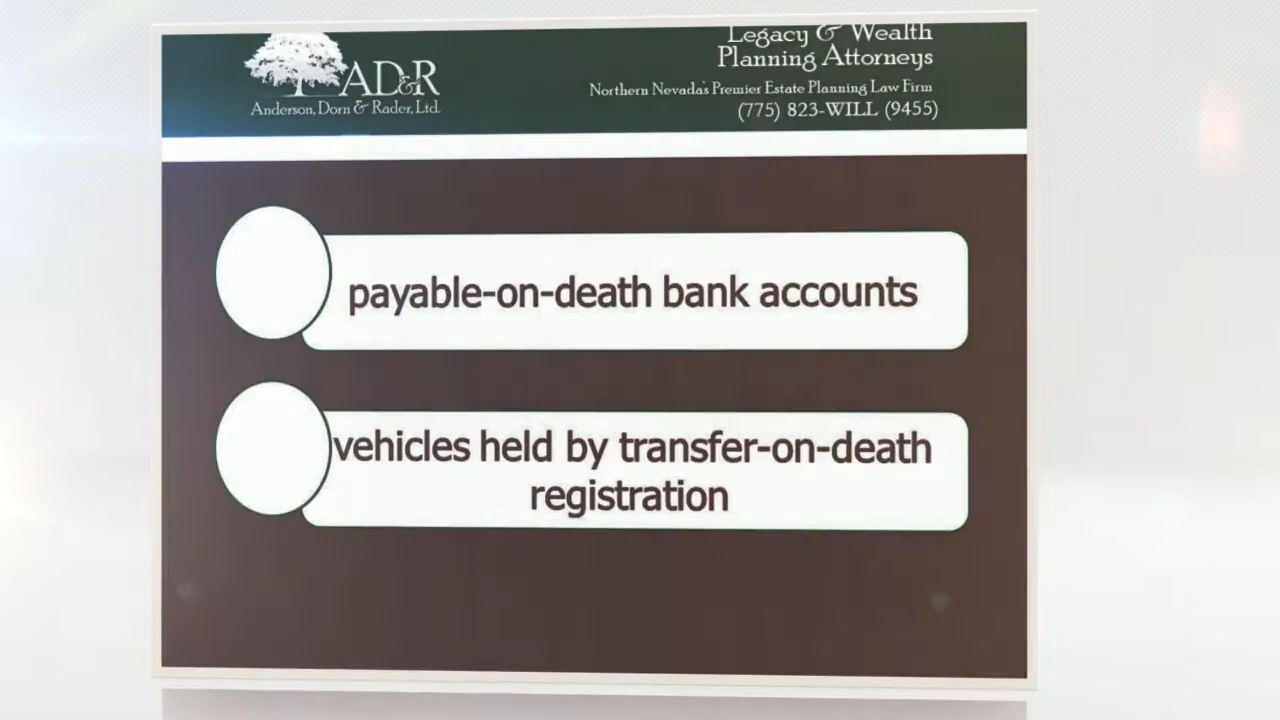 Legacy & Wealth
Planning Attorneys
AD&R
Anderson, Dorn & Rader, Ltd.
Northern Nevada's Premier Estate Planning Law Firm
(775) 823-WILL (9455)
payable-on-death bank accounts
vehicles held by transfer-on-death
registration